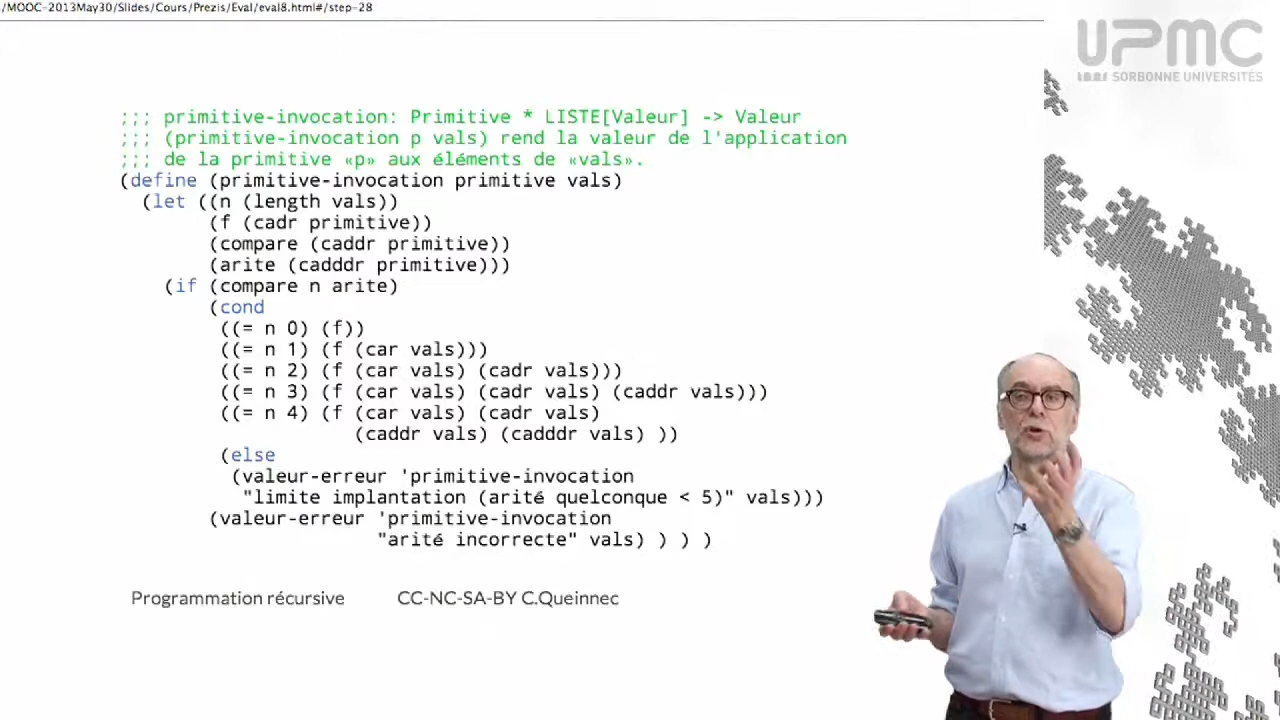 /MOOC-2013May30/Slides/Cours/Prezis/Eval/eval8.html#/step-28
UPMC
SORBONNE UNIVERSITÉS
;;; primitive-invocation: Primitive * LISTE[Valeur] -> Valeur
;;; (primitive-invocation p vals) rend la valeur de l'application
;;; de la primitive «p» aux éléments de «vals».
(define (primitive-invocation primitive vals)
(let ((n (length vals))
(f (cadr primitive))
(compare (caddr primitive))
(arite (cadddr primitive)))
(if (compare n arite)
(cond
((= n 0) (f))
((= n 1) (f (car vals)))
((= n 2) (f (car vals) (cadr vals)))
((= n 3) (f (car vals) (cadr vals) (caddr vals)))
((= n 4) (f (car vals) (cadr vals)
(caddr vals) (cadddr vals) ))
(else
(valeur-erreur 'primitive-invocation
"limite implantation (arité quelconque < 5)" vals)))
(valeur-erreur 'primitive-invocation
"arité incorrecte" vals) ) ) )
Programmation récursive CC-NC-SA-BY C.Queinnec